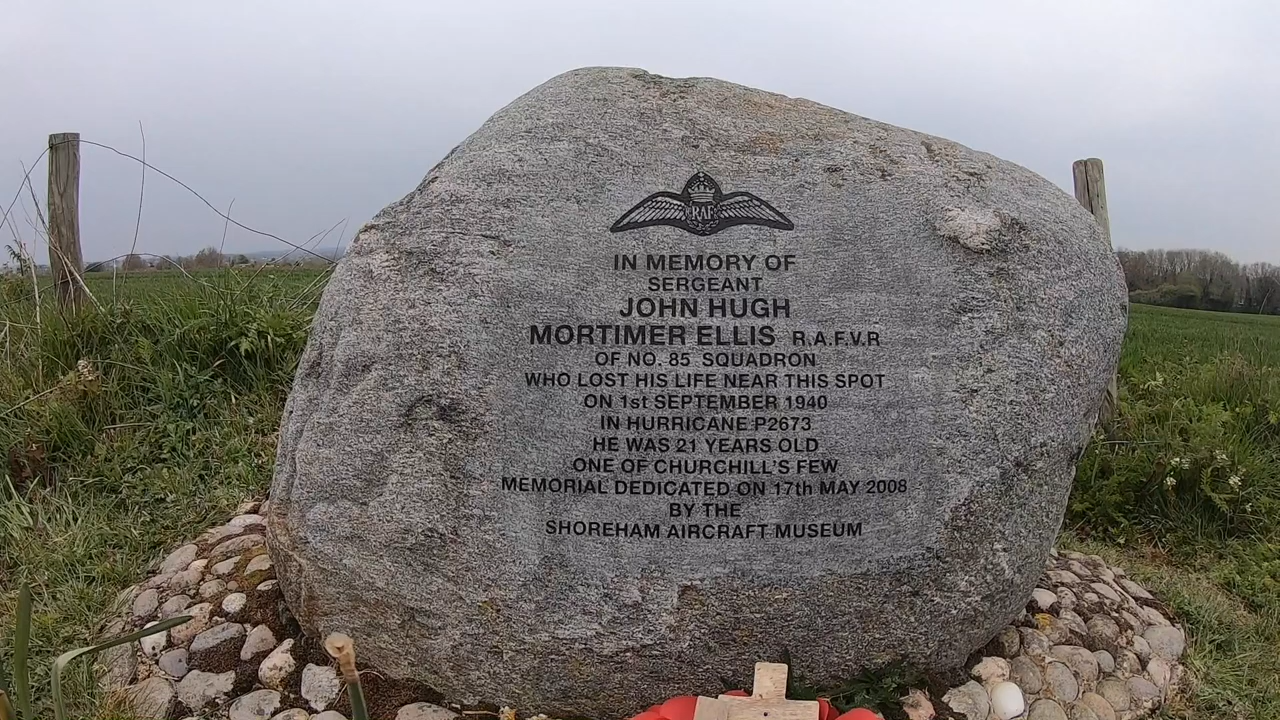 RAF
IN MEMORY OF
SERGEANT
JOHN HUGH
MORTIMER ELLIS R.A.F.V.R
OF NO. 85 SQUADRON
WHO LOST HIS LIFE NEAR THIS SPOT
ON 1st SEPTEMBER 1940
IN HURRICANE P2673
HE WAS 21 YEARS OLD
ONE OF CHURCHILL'S FEW
MEMORIAL DEDICATED ON 17th MAY 2008
BY THE
SHOREHAM AIRCRAFT MUSEUM